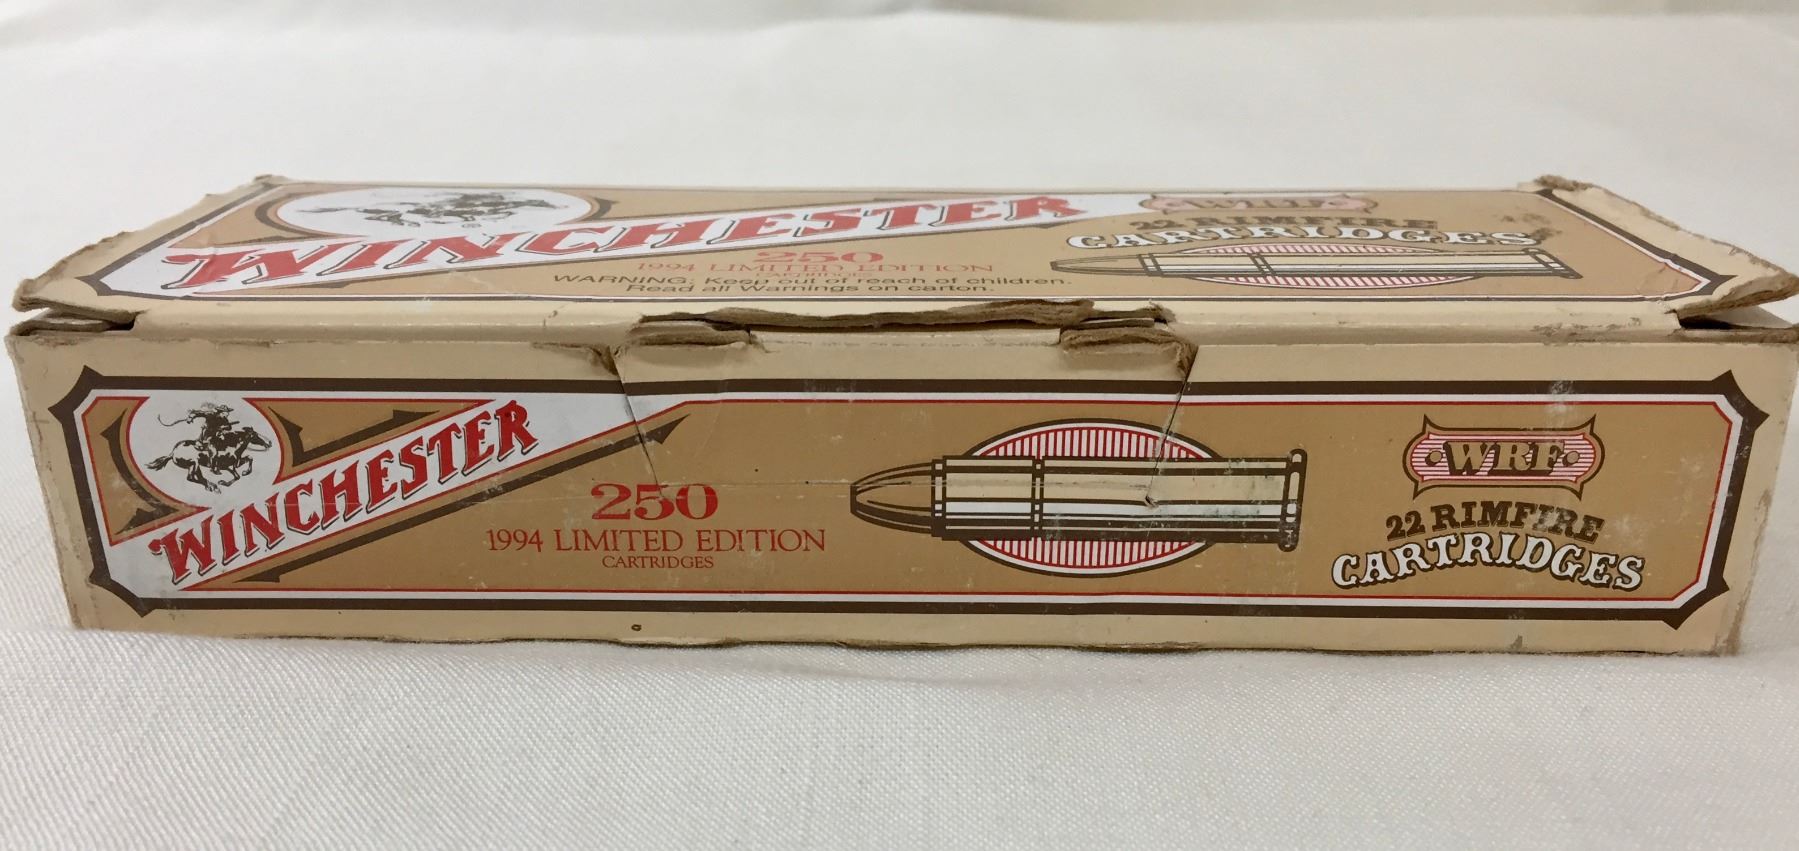 WINCHESTER
®
250
1994 LIMITED EDITION
CARTRIDGES
WARNING: Keep out of reach of children.
Read all Warnings on carton.
WRF
22 RIMFIRE
CARTRIDGES
WINCHESTER
250
1994 LIMITED EDITION
CARTRIDGES
WRF
22 RIMFIRE
CARTRIDGES